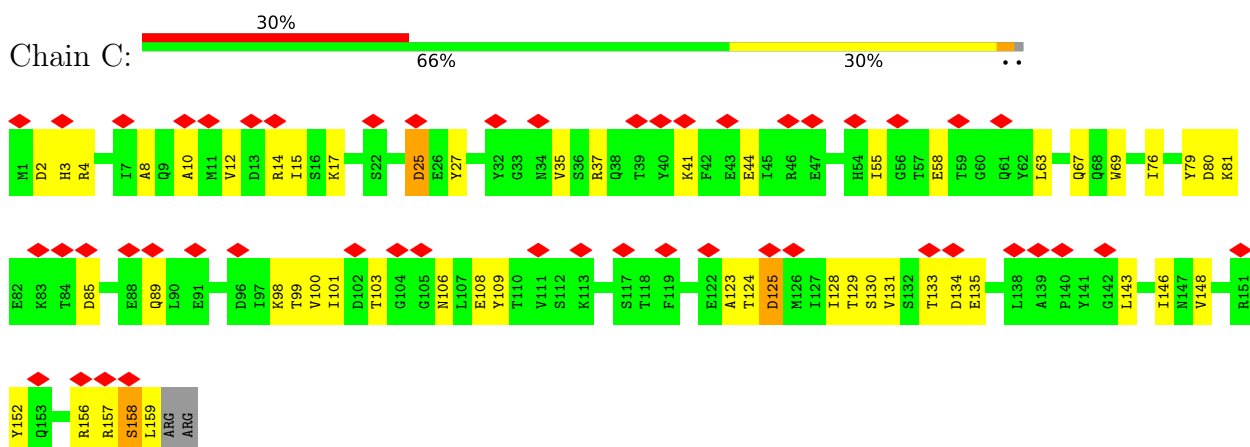 30%
Chain C:
66% 30% • •
M1 D2 H3 R4 I7 A8 Q9 A10 M11 V12 D13 R14 I15 S16 K17 S22 D25 E26 Y27 Y32 G33 N34 V35 S36 R37 Q38 T39 Y40 K41 F42 E43 E44 I45 R46 E47 H54 I55 G56 T57 E58 T59 G60 Q61 Y62 L63 Q67 Q68 W69 I76 Y79 D80 K81
E82 K83 T84 D85 E88 Q89 L90 E91 D96 I97 K98 T99 V100 I101 D102 T103 G104 G105 N106 L107 E108 Y109 T110 V111 S112 K113 S117 T118 F119 E122 A123 T124 D125 M126 I127 I128 T129 S130 V131 S132 T133 D134 E135 L138 A139 P140 Y141 G142 L143 I146 N147 V148 R151
Y152 Q153 R156 R157 S158 L159 ARG ARG